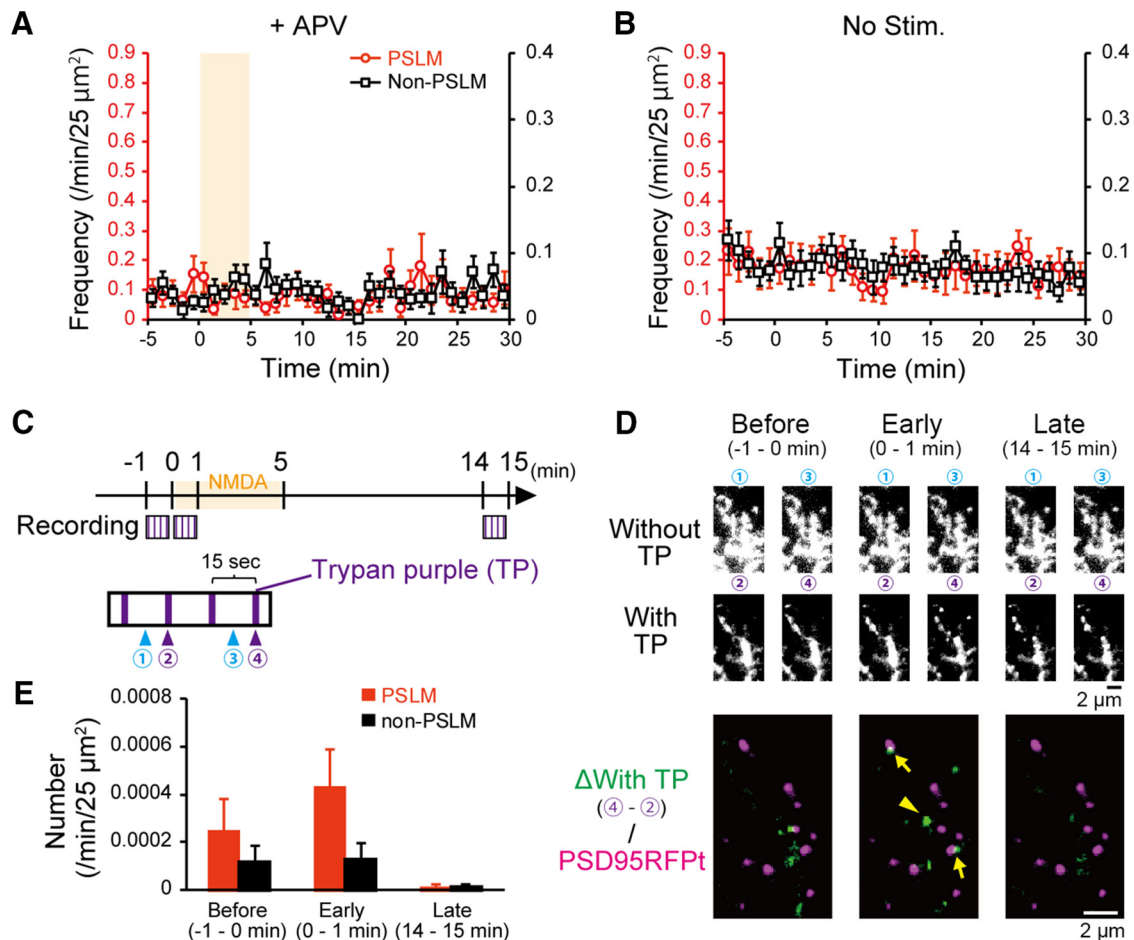 A
+ APV
PSLM
Non-PSLM
Frequency (/min/25 μm²)
0.9
0.8
0.7
0.6
0.5
0.4
0.3
0.2
0.1
0
0.4
0.3
0.2
0.1
0
-5 0 5 10 15 20 25 30
Time (min)
B
No Stim.
Frequency (/min/25 μm²)
0.9
0.8
0.7
0.6
0.5
0.4
0.3
0.2
0.1
0
0.4
0.3
0.2
0.1
0
-5 0 5 10 15 20 25 30
Time (min)
C
-1 0 1 5 14 15 (min)
NMDA
Recording
15 sec
Trypan purple (TP)
① ② ③ ④
D
Before Early Late
(-1 - 0 min) (0 - 1 min) (14 - 15 min)
① ③ ① ③ ① ③
Without
TP
② ④ ② ④ ② ④
With
TP
2 μm
ΔWith TP
(④ - ②)
/
PSD95RFPt
2 μm
E
PSLM
non-PSLM
Number
(/min/25 μm²)
0.0008
0.0006
0.0004
0.0002
0
Before Early Late
(-1 - 0 min) (0 - 1 min) (14 - 15 min)